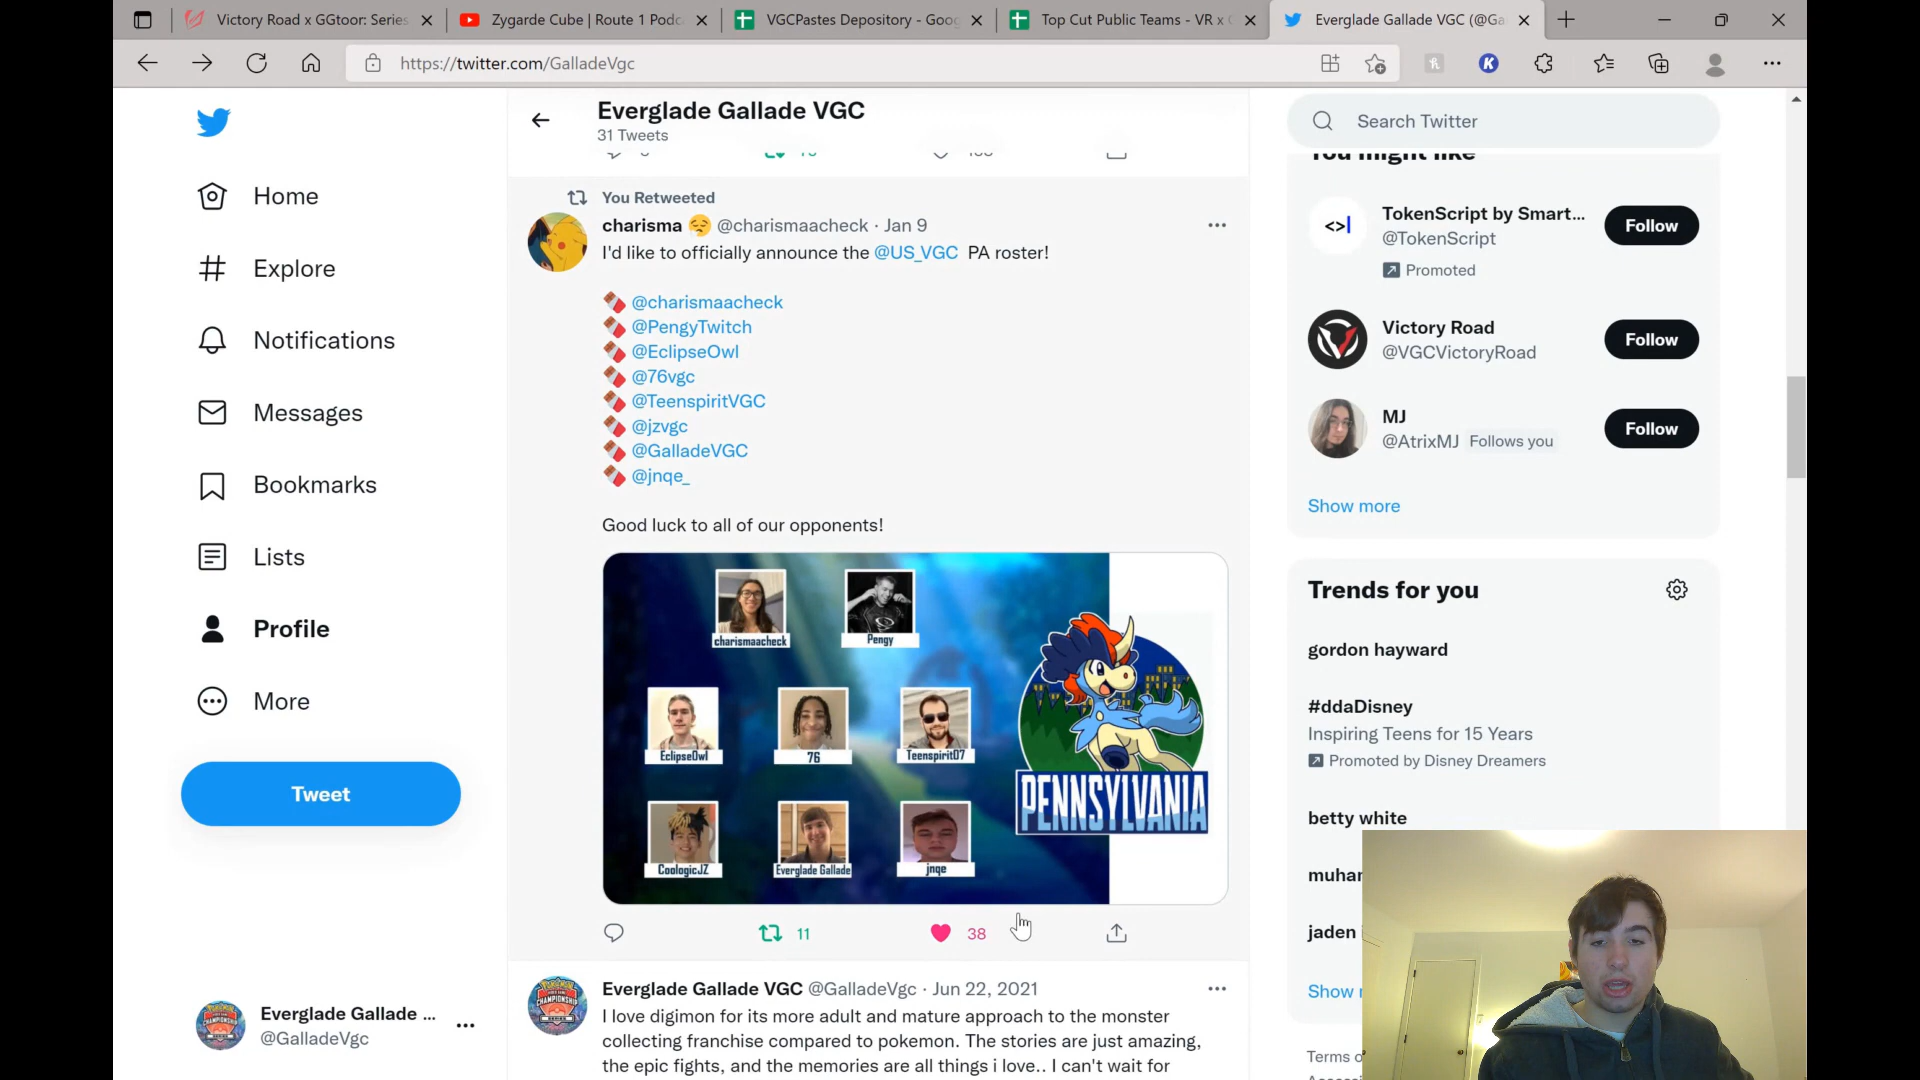 Victory Road x GGtoor: Series
Zygarde Cube | Route 1 Podc
VGCPastes Depository - Goog
Top Cut Public Teams - VR x
Everglade Gallade VGC (@Ga
https://twitter.com/GalladeVgc
Everglade Gallade VGC
31 Tweets
Search Twitter
Home
Explore
Notifications
Messages
Bookmarks
Lists
Profile
More
Tweet
Everglade Gallade ...
@GalladeVgc
You Retweeted
charisma @charismaacheck · Jan 9
I'd like to officially announce the @US_VGC PA roster!
@charismaacheck
@PengyTwitch
@EclipseOwl
@76vgc
@TeenspiritVGC
@jzvgc
@GalladeVGC
@jnqe_
Good luck to all of our opponents!
charismaacheck
Pengy
EclipseOwl
76
Teenspirit07
CoologicJZ
Everglade Gallade
jnqe
PENNSYLVANIA
11
38
Everglade Gallade VGC @GalladeVgc · Jun 22, 2021
I love digimon for its more adult and mature approach to the monster
collecting franchise compared to pokemon. The stories are just amazing,
the epic fights, and the memories are all things i love.. I can't wait for
You might like
TokenScript by Smart...
@TokenScript
Promoted
Follow
Victory Road
@VGCVictoryRoad
Follow
MJ
@AtrixMJ Follows you
Follow
Show more
Trends for you
gordon hayward
#ddaDisney
Inspiring Teens for 15 Years
Promoted by Disney Dreamers
betty white
muhar
jaden
Show
Terms o